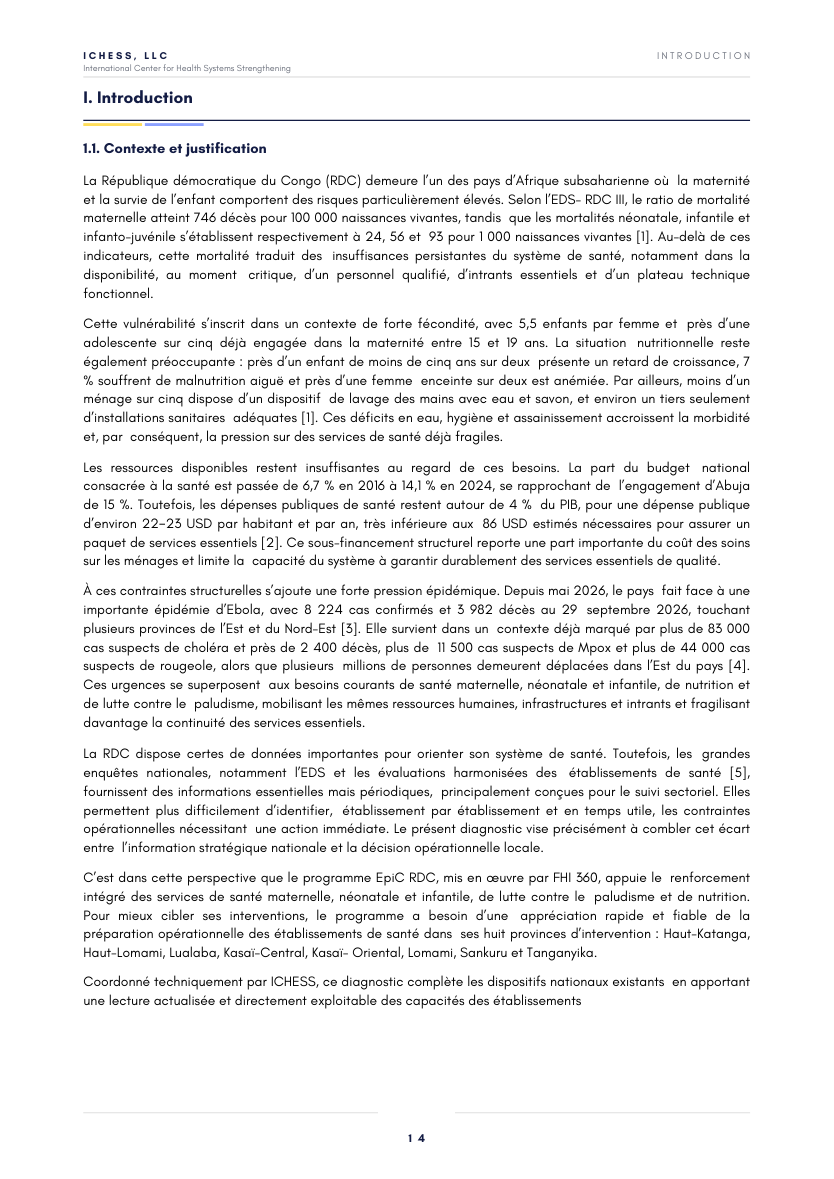 ICHESS, LLC
INTRODUCTION
International Center for Health Systems Strengthening
I. Introduction
1.1. Contexte et justification
La République démocratique du Congo (RDC) demeure l’un des pays d’Afrique subsaharienne où la maternité
et la survie de l’enfant comportent des risques particulièrement élevés. Selon l’EDS- RDC III, le ratio de mortalité
maternelle atteint 746 décès pour 100 000 naissances vivantes, tandis que les mortalités néonatale, infantile et
infanto-juvénile s’établissent respectivement à 24, 56 et 93 pour 1 000 naissances vivantes [1]. Au-delà de ces
indicateurs, cette mortalité traduit des insuffisances persistantes du système de santé, notamment dans la
disponibilité, au moment critique, d’un personnel qualifié, d’intrants essentiels et d’un plateau technique
fonctionnel.
Cette vulnérabilité s’inscrit dans un contexte de forte fécondité, avec 5,5 enfants par femme et près d’une
adolescente sur cinq déjà engagée dans la maternité entre 15 et 19 ans. La situation nutritionnelle reste
également préoccupante : près d’un enfant de moins de cinq ans sur deux présente un retard de croissance, 7
% souffrent de malnutrition aiguë et près d’une femme enceinte sur deux est anémiée. Par ailleurs, moins d’un
ménage sur cinq dispose d’un dispositif de lavage des mains avec eau et savon, et environ un tiers seulement
d’installations sanitaires adéquates [1]. Ces déficits en eau, hygiène et assainissement accroissent la morbidité
et, par conséquent, la pression sur des services de santé déjà fragiles.
Les ressources disponibles restent insuffisantes au regard de ces besoins. La part du budget national
consacrée à la santé est passée de 6,7 % en 2016 à 14,1 % en 2024, se rapprochant de l’engagement d’Abuja
de 15 %. Toutefois, les dépenses publiques de santé restent autour de 4 % du PIB, pour une dépense publique
d’environ 22–23 USD par habitant et par an, très inférieure aux 86 USD estimés nécessaires pour assurer un
paquet de services essentiels [2]. Ce sous-financement structurel reporte une part importante du coût des soins
sur les ménages et limite la capacité du système à garantir durablement des services essentiels de qualité.
À ces contraintes structurelles s’ajoute une forte pression épidémique. Depuis mai 2026, le pays fait face à une
importante épidémie d’Ebola, avec 8 224 cas confirmés et 3 982 décès au 29 septembre 2026, touchant
plusieurs provinces de l’Est et du Nord-Est [3]. Elle survient dans un contexte déjà marqué par plus de 83 000
cas suspects de choléra et près de 2 400 décès, plus de 11 500 cas suspects de Mpox et plus de 44 000 cas
suspects de rougeole, alors que plusieurs millions de personnes demeurent déplacées dans l’Est du pays [4].
Ces urgences se superposent aux besoins courants de santé maternelle, néonatale et infantile, de nutrition et
de lutte contre le paludisme, mobilisant les mêmes ressources humaines, infrastructures et intrants et fragilisant
davantage la continuité des services essentiels.
La RDC dispose certes de données importantes pour orienter son système de santé. Toutefois, les grandes
enquêtes nationales, notamment l’EDS et les évaluations harmonisées des établissements de santé [5],
fournissent des informations essentielles mais périodiques, principalement conçues pour le suivi sectoriel. Elles
permettent plus difficilement d’identifier, établissement par établissement et en temps utile, les contraintes
opérationnelles nécessitant une action immédiate. Le présent diagnostic vise précisément à combler cet écart
entre l’information stratégique nationale et la décision opérationnelle locale.
C’est dans cette perspective que le programme EpiC RDC, mis en œuvre par FHI 360, appuie le renforcement
intégré des services de santé maternelle, néonatale et infantile, de lutte contre le paludisme et de nutrition.
Pour mieux cibler ses interventions, le programme a besoin d’une appréciation rapide et fiable de la
préparation opérationnelle des établissements de santé dans ses huit provinces d’intervention : Haut-Katanga,
Haut-Lomami, Lualaba, Kasaï-Central, Kasaï- Oriental, Lomami, Sankuru et Tanganyika.
Coordonné techniquement par ICHESS, ce diagnostic complète les dispositifs nationaux existants en apportant
une lecture actualisée et directement exploitable des capacités des établissements
14